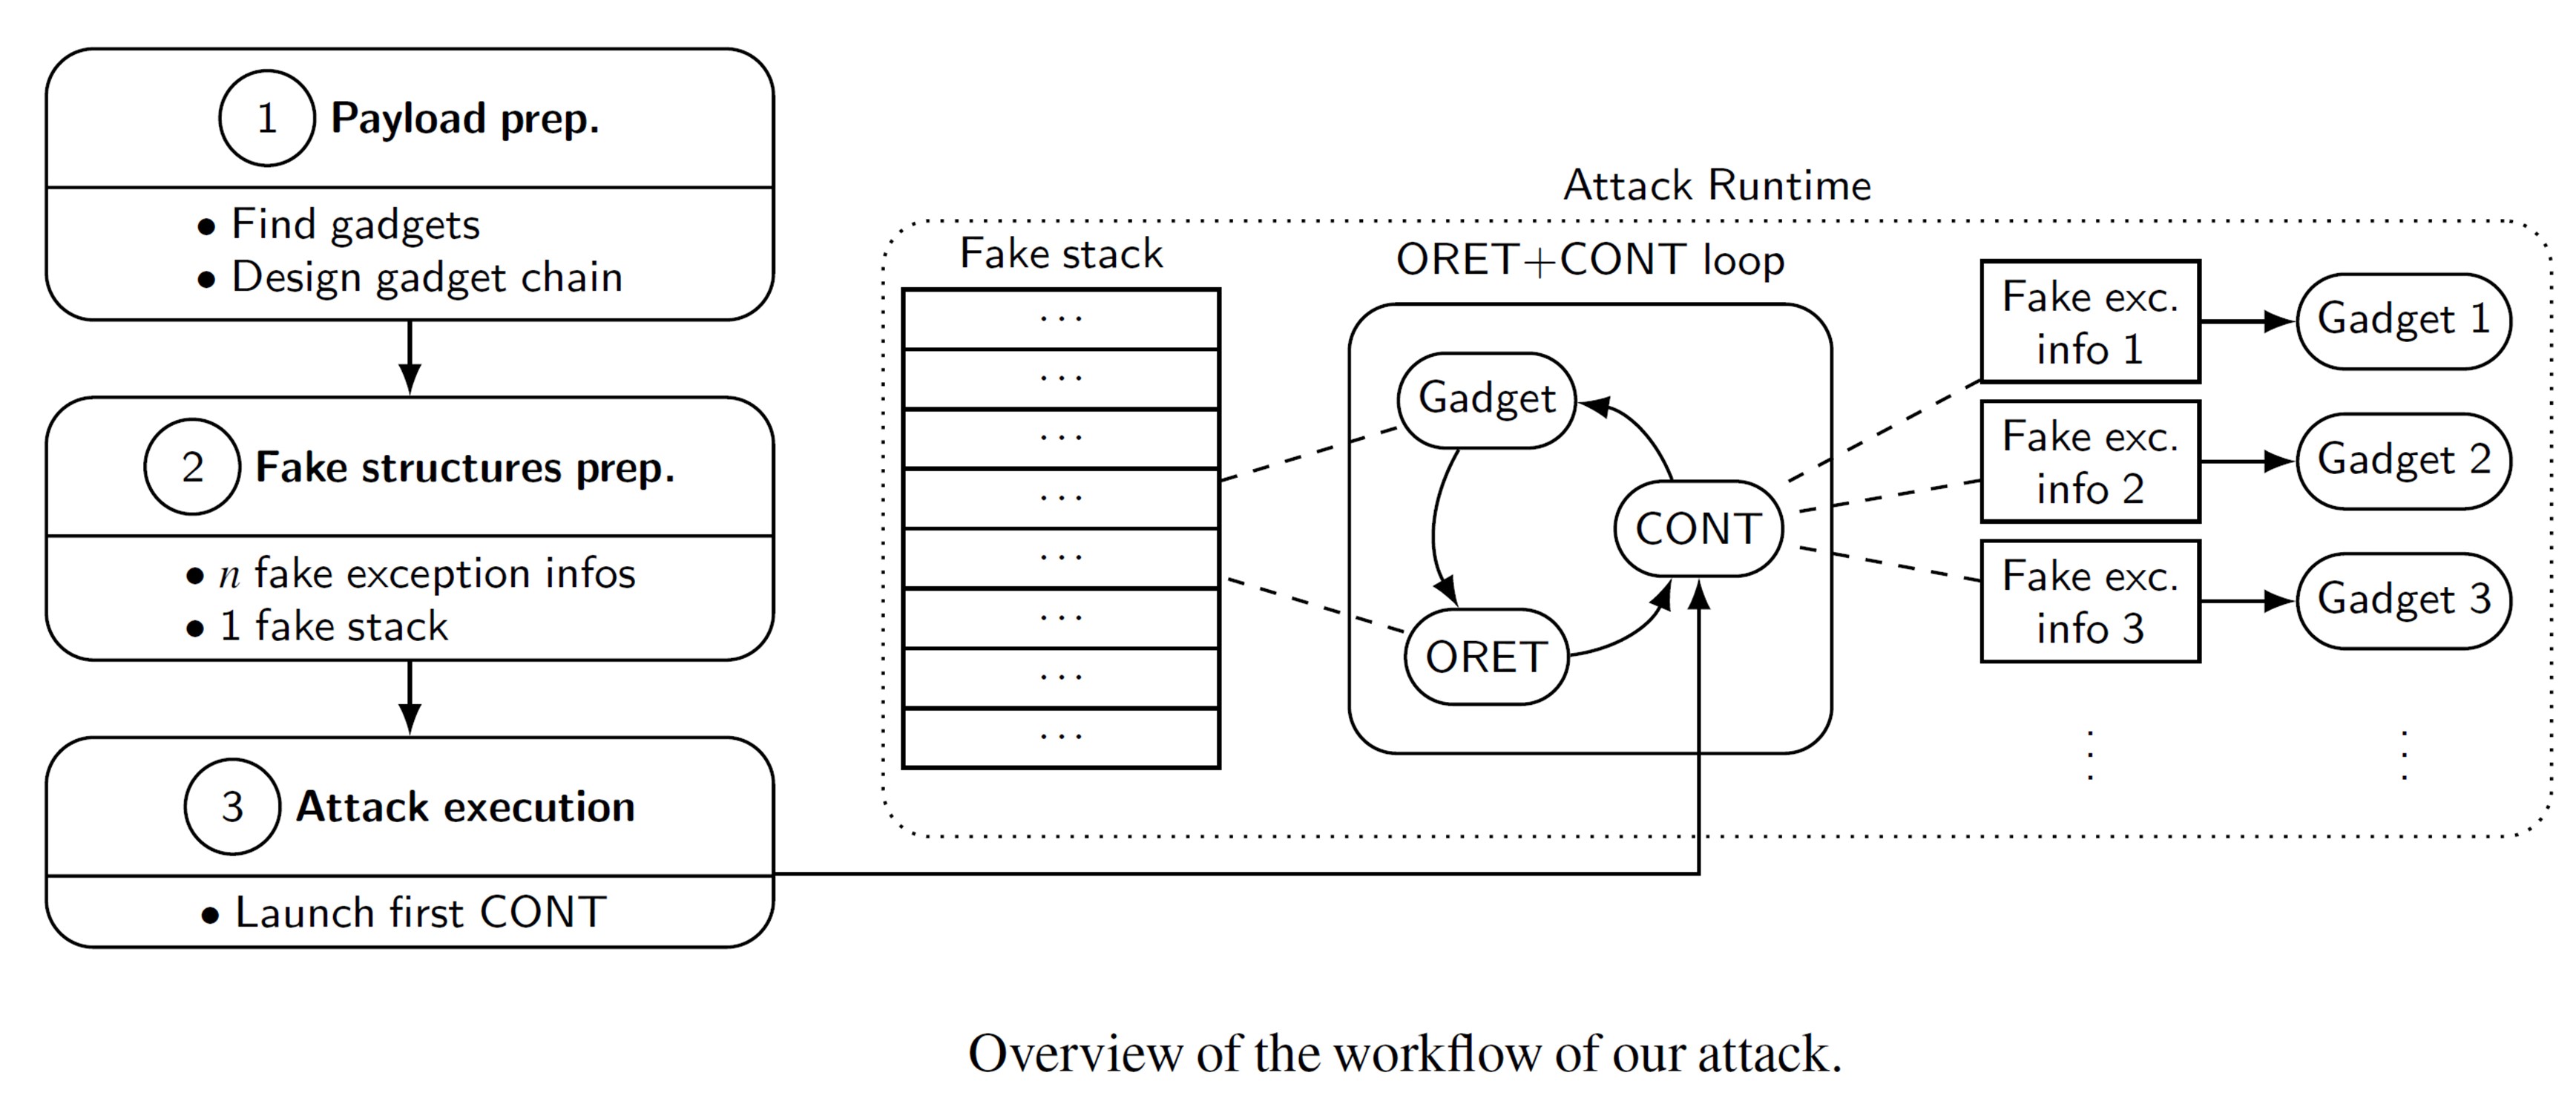 1 Payload prep.
• Find gadgets
• Design gadget chain
2 Fake structures prep.
• n fake exception infos
• 1 fake stack
3 Attack execution
• Launch first CONT
Attack Runtime
Fake stack
...
...
...
...
...
...
...
...
ORET+CONT loop
Gadget
CONT
ORET
Fake exc.
info 1
Gadget 1
Fake exc.
info 2
Gadget 2
Fake exc.
info 3
Gadget 3
⋮
⋮
Overview of the workflow of our attack.